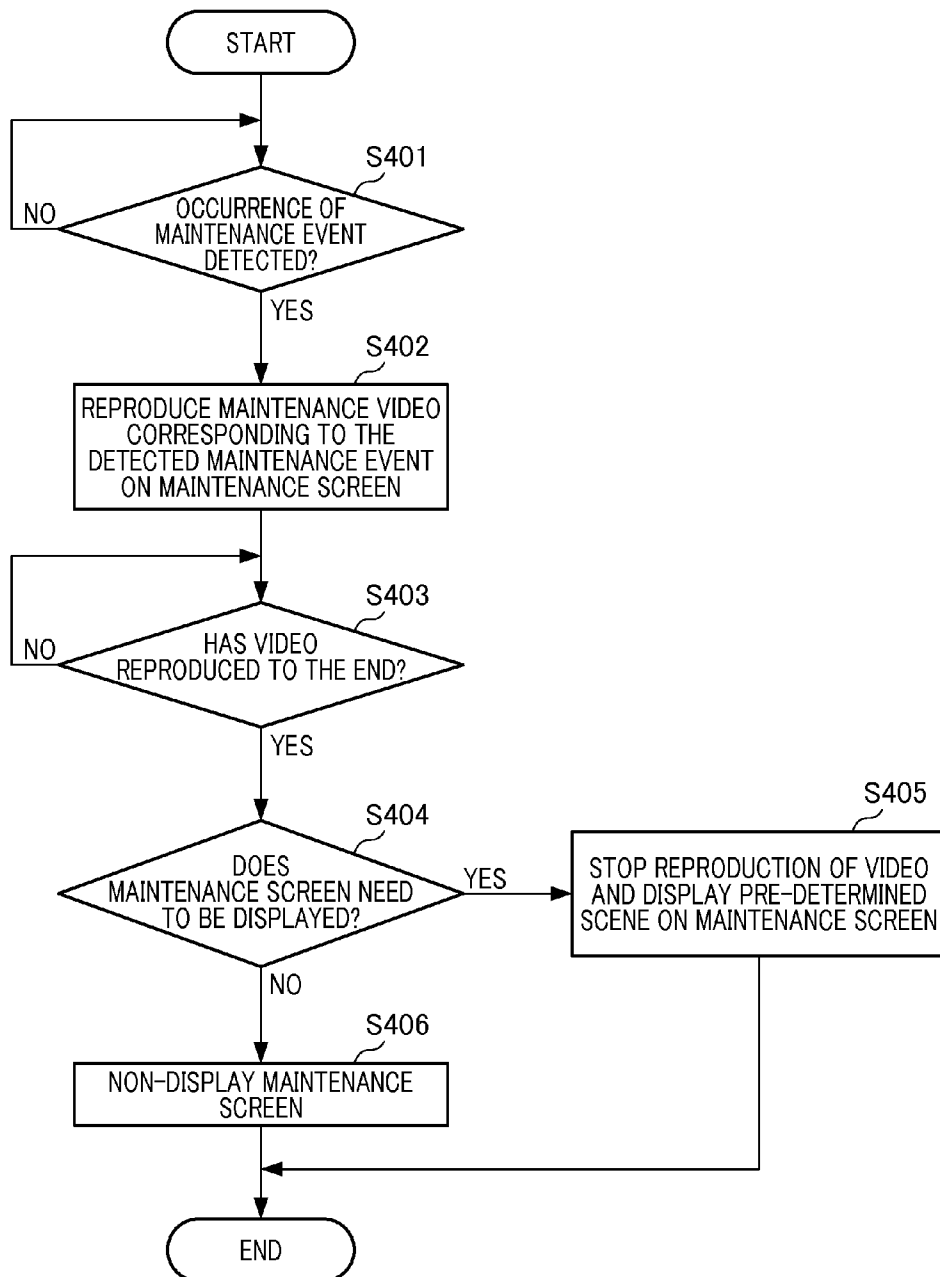 START
S401
OCCURRENCE OF
MAINTENANCE EVENT
DETECTED?
NO
YES
S402
REPRODUCE MAINTENANCE VIDEO
CORRESPONDING TO THE
DETECTED MAINTENANCE EVENT
ON MAINTENANCE SCREEN
S403
HAS VIDEO
REPRODUCED TO THE END?
NO
YES
S404
DOES
MAINTENANCE SCREEN NEED
TO BE DISPLAYED?
YES
S405
STOP REPRODUCTION OF VIDEO
AND DISPLAY PRE-DETERMINED
SCENE ON MAINTENANCE SCREEN
NO
S406
NON-DISPLAY MAINTENANCE
SCREEN
END